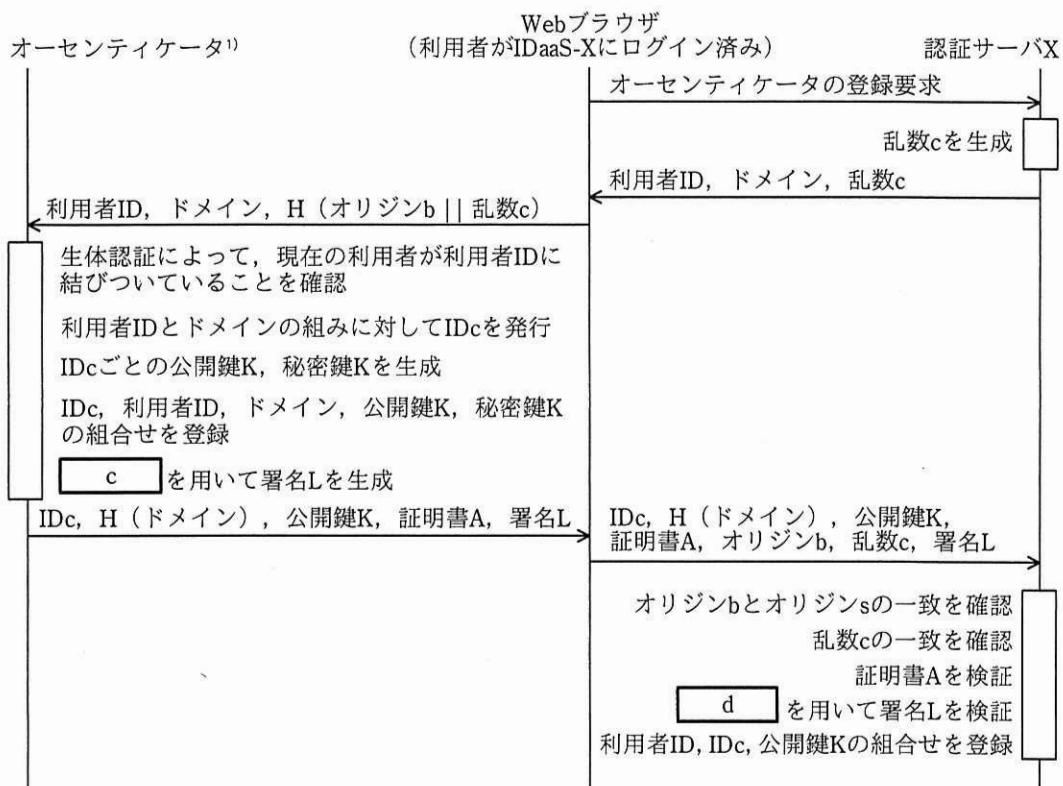 Webブラウザ
オーセンティケータ1)
(利用者がIDaaS-Xにログイン済み)
認証サーバX
オーセンティケータの登録要求
乱数cを生成
利用者ID,ドメイン,乱数c
利用者ID,ドメイン,H(オリジンb || 乱数c)
生体認証によって,現在の利用者が利用者IDに
結びついていることを確認
利用者IDとドメインの組みに対してIDcを発行
IDcごとの公開鍵K,秘密鍵Kを生成
IDc,利用者ID,ドメイン,公開鍵K,秘密鍵K
の組合せを登録
c を用いて署名Lを生成
IDc,H(ドメイン),公開鍵K,証明書A,署名L
IDc,H(ドメイン),公開鍵K,
証明書A,オリジンb,乱数c,署名L
オリジンbとオリジンsの一致を確認
乱数cの一致を確認
証明書Aを検証
d を用いて署名Lを検証
利用者ID, IDc, 公開鍵Kの組合せを登録